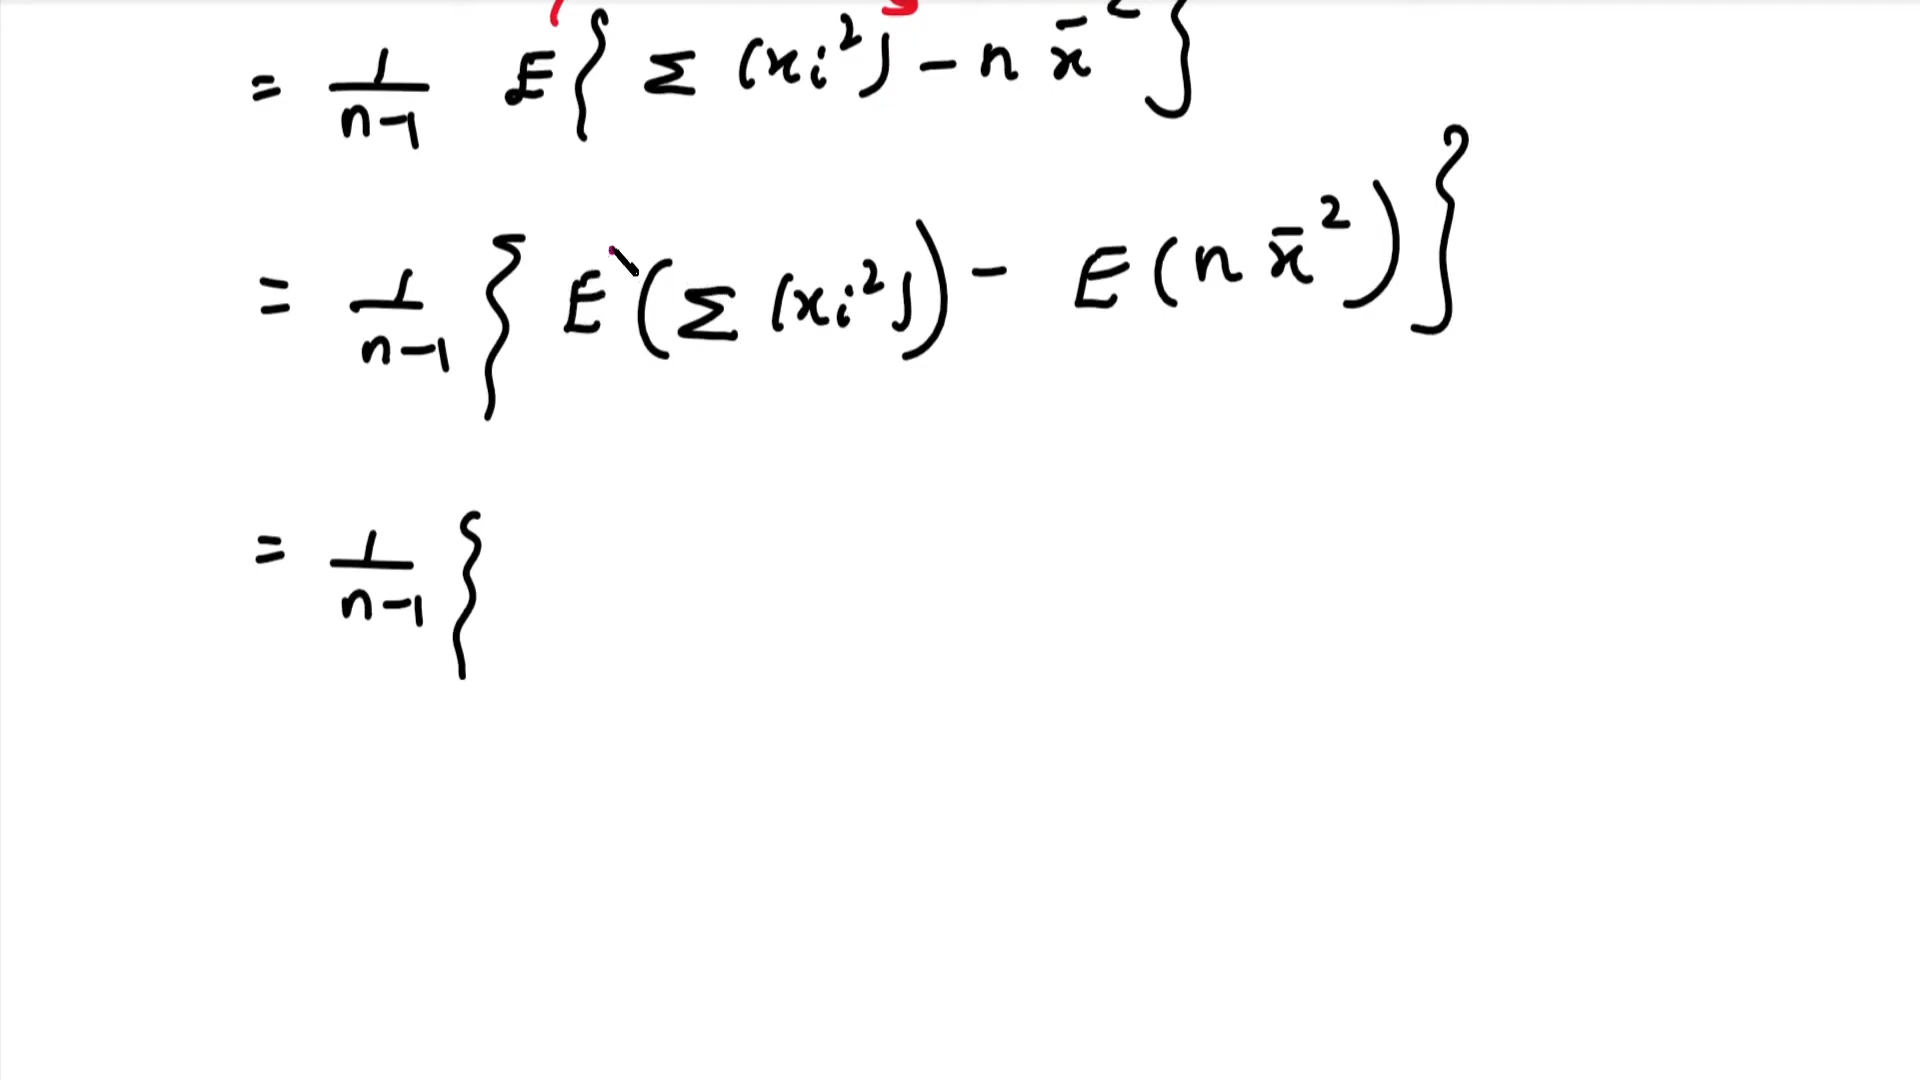 = 1/(n-1) E{ Σ (xi²) - n x̄² }
= 1/(n-1) { E(Σ (xi²)) - E(n x̄²) }
= 1/(n-1) {